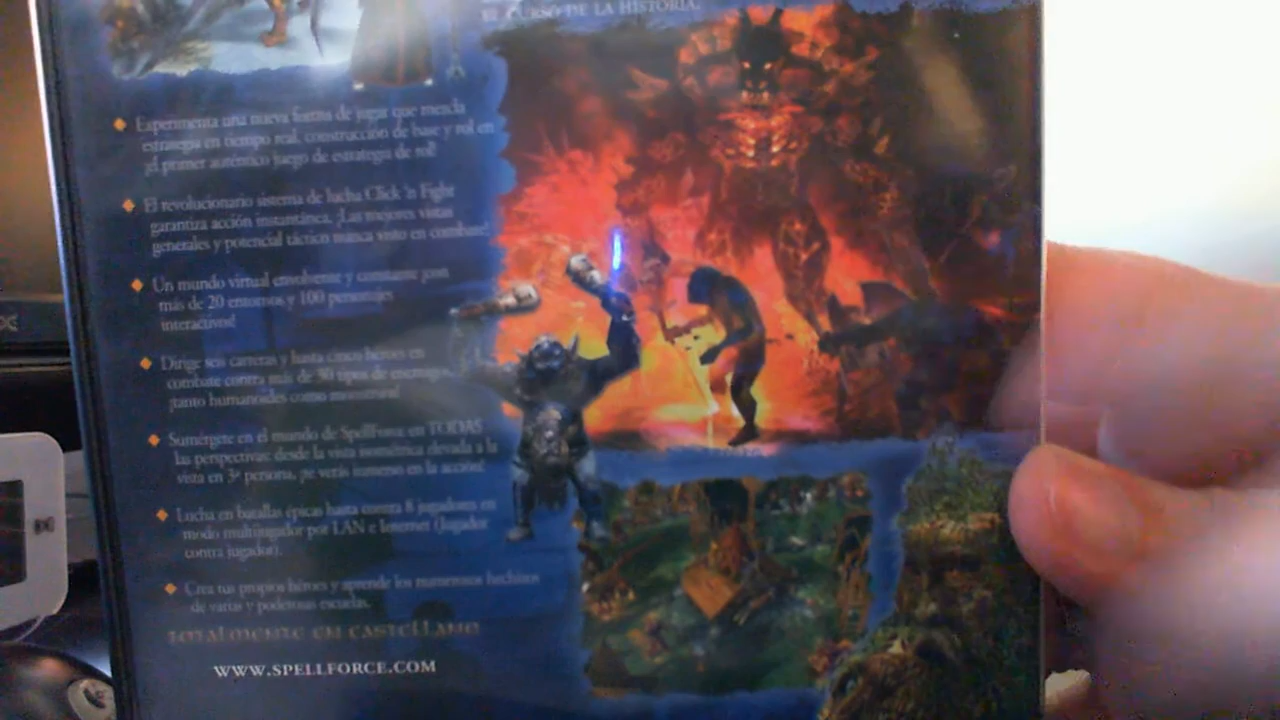 EL CURSO DE LA HISTORIA.
Experimenta una nueva forma de jugar que mezcla
estrategia en tiempo real, construcción de base y rol en
¡el primer auténtico juego de estrategia de rol!
El revolucionario sistema de lucha Click 'n Fight
garantiza acción instantánea. ¡Las mejores vistas
generales y potencial táctico nunca visto en combate!
Un mundo virtual envolvente y constante ¡con
más de 20 entornos y 100 personajes
interactivos!
Dirige seis carreras y hasta cinco héroes en
combate contra más de 30 tipos de enemigo,
¡tanto humanoides como monstruos!
Sumérgete en el mundo de SpellForce en TODAS
las perspectivas: desde la vista isométrica elevada a la
vista en 3ª persona, ¡te verás inmerso en la acción!
Lucha en batallas épicas hasta contra 8 jugadores en
modo multijugador por LAN e Internet (Jugador
contra jugador).
Crea tus propios héroes y aprende los numerosos hechizos
de varias y poderosas escuelas.
TOTALMENTE EN CASTELLANO
WWW.SPELLFORCE.COM